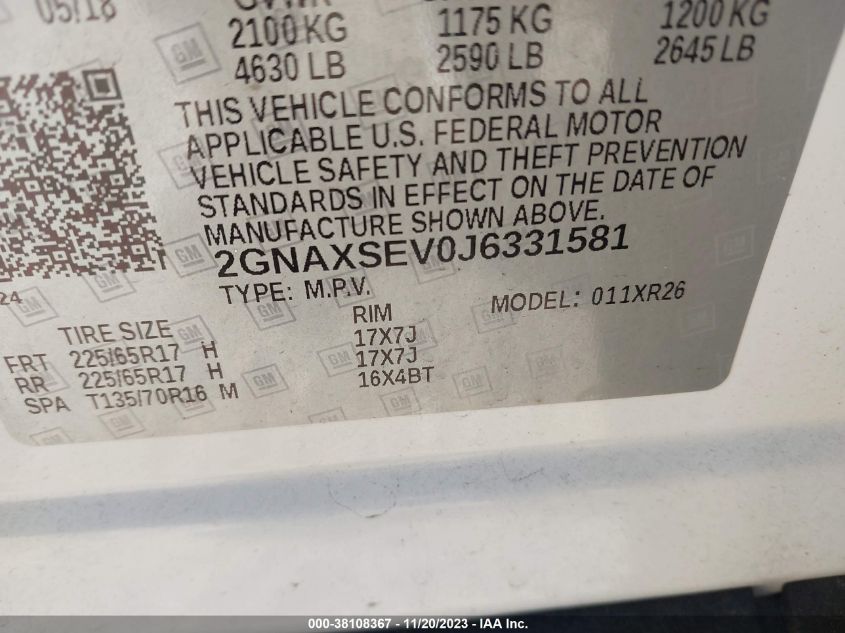 05/18
2100 KG 1175 KG 1200 KG
4630 LB 2590 LB 2645 LB
THIS VEHICLE CONFORMS TO ALL
APPLICABLE U.S. FEDERAL MOTOR
VEHICLE SAFETY AND THEFT PREVENTION
STANDARDS IN EFFECT ON THE DATE OF
MANUFACTURE SHOWN ABOVE.
2GNAXSEV0J6331581
24
TYPE: M.P.V. MODEL: 011XR26
TIRE SIZE RIM
FRT 225/65R17 H 17X7J
RR 225/65R17 H 17X7J
SPA T135/70R16 M 16X4BT
000-38108367 - 11/20/2023 - IAA Inc.